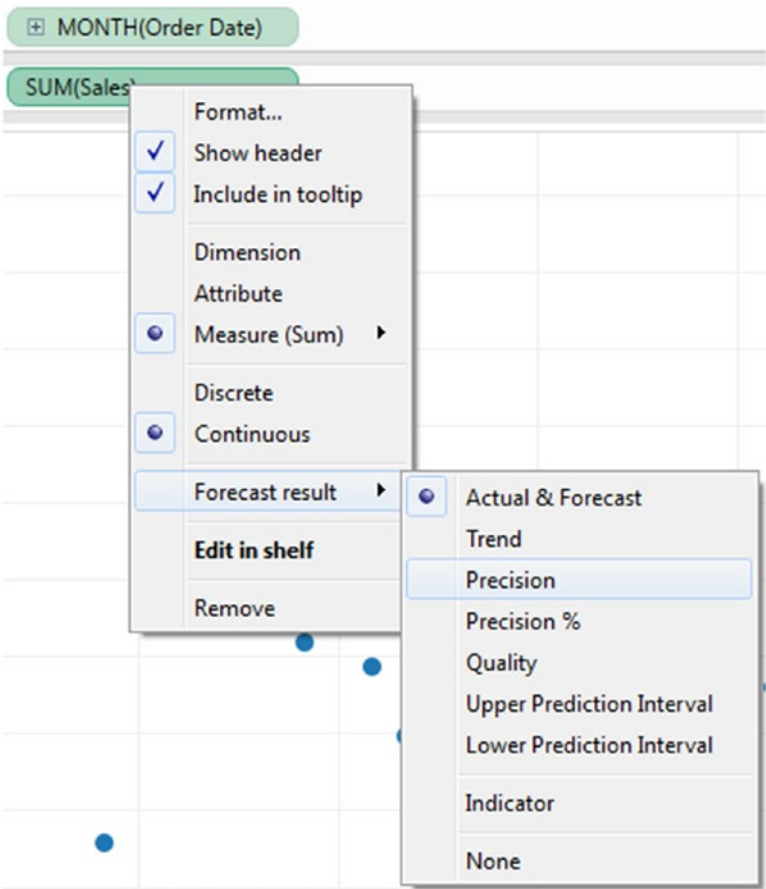 MONTH(Order Date)
SUM(Sales)
Format...
Show header
Include in tooltip
Dimension
Attribute
Measure (Sum)
Discrete
Continuous
Forecast result
Edit in shelf
Remove
Actual & Forecast
Trend
Precision
Precision %
Quality
Upper Prediction Interval
Lower Prediction Interval
Indicator
None